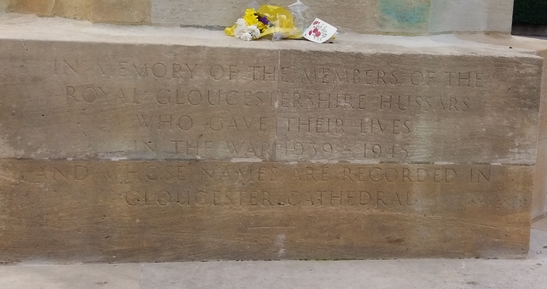 IN MEMORY OF THE MEMBERS OF THE
ROYAL GLOUCESTERSHIRE HUSSARS
WHO GAVE THEIR LIVES
IN THE WAR 1939-1945
AND WHOSE NAMES ARE RECORDED IN
GLOUCESTER CATHEDRAL